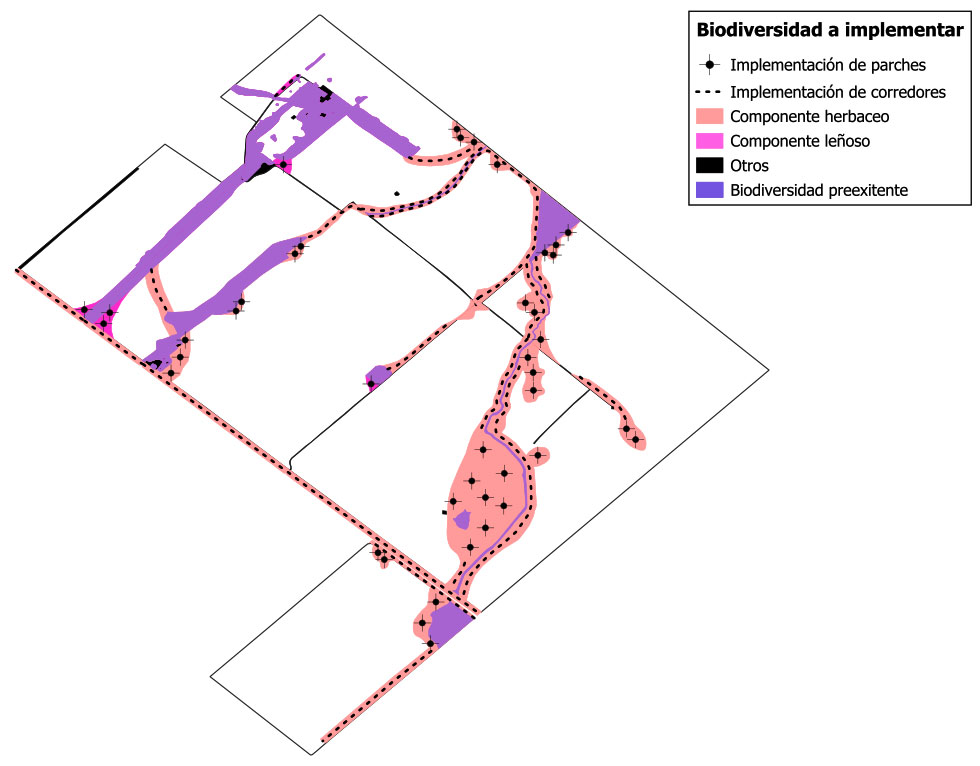 Biodiversidad a implementar
Implementación de parches
Implementación de corredores
Componente herbaceo
Componente leñoso
Otros
Biodiversidad preexitente